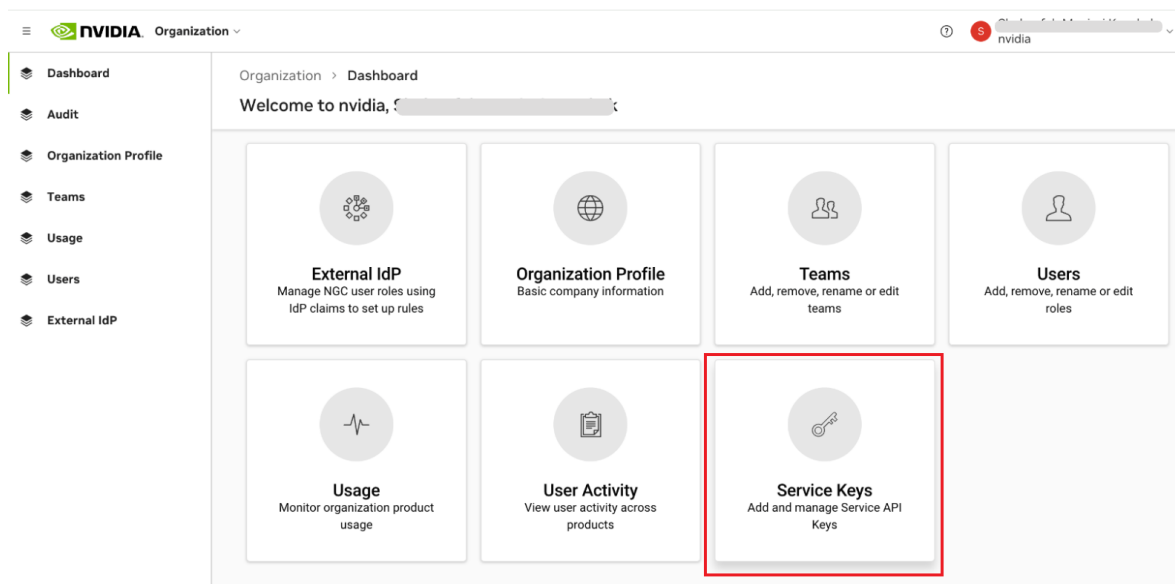 NVIDIA. Organization
S
nvidia
Dashboard
Audit
Organization Profile
Teams
Usage
Users
External IdP
Organization > Dashboard
Welcome to nvidia,
External IdP
Manage NGC user roles using
IdP claims to set up rules
Organization Profile
Basic company information
Teams
Add, remove, rename or edit
teams
Users
Add, remove, rename or edit
roles
Usage
Monitor organization product
usage
User Activity
View user activity across
products
Service Keys
Add and manage Service API
Keys